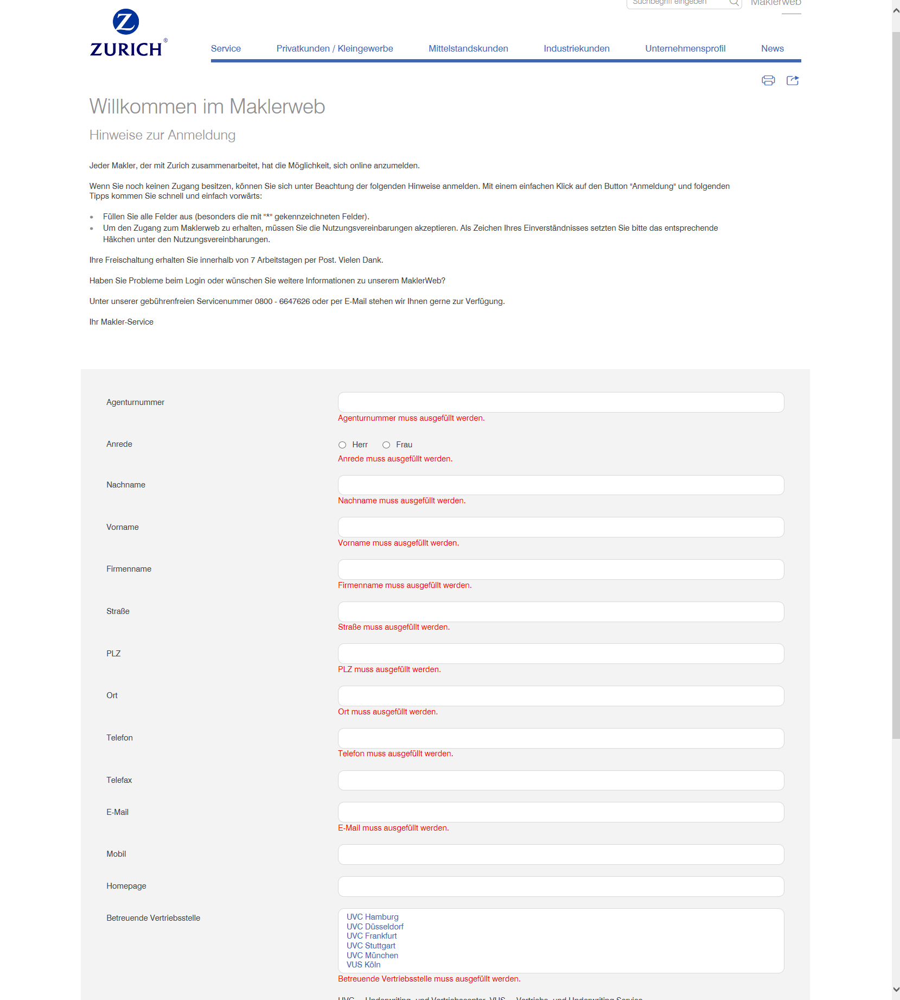 Suchbegriff eingeben
Maklerweb
ZURICH®
Service
Privatkunden / Kleingewerbe
Mittelstandskunden
Industriekunden
Unternehmensprofil
News
Willkommen im Maklerweb
Hinweise zur Anmeldung
Jeder Makler, der mit Zurich zusammenarbeitet, hat die Möglichkeit, sich online anzumelden.
Wenn Sie noch keinen Zugang besitzen, können Sie sich unter Beachtung der folgenden Hinweise anmelden. Mit einem einfachen Klick auf den Button "Anmeldung" und folgenden
Tipps kommen Sie schnell und einfach vorwärts:
• Füllen Sie alle Felder aus (besonders die mit "*" gekennzeichneten Felder).
• Um den Zugang zum Maklerweb zu erhalten, müssen Sie die Nutzungsvereinbarungen akzeptieren. Als Zeichen Ihres Einverständnisses setzten Sie bitte das entsprechende
Häkchen unter den Nutzungsvereinbharungen.
Ihre Freischaltung erhalten Sie innerhalb von 7 Arbeitstagen per Post. Vielen Dank.
Haben Sie Probleme beim Login oder wünschen Sie weitere Informationen zu unserem MaklerWeb?
Unter unserer gebührenfreien Servicenummer 0800 - 6647626 oder per E-Mail stehen wir Ihnen gerne zur Verfügung.
Ihr Makler-Service
Agenturnummer
Agenturnummer muss ausgefüllt werden.
Anrede
Herr
Frau
Anrede muss ausgefüllt werden.
Nachname
Nachname muss ausgefüllt werden.
Vorname
Vorname muss ausgefüllt werden.
Firmenname
Firmenname muss ausgefüllt werden.
Straße
Straße muss ausgefüllt werden.
PLZ
PLZ muss ausgefüllt werden.
Ort
Ort muss ausgefüllt werden.
Telefon
Telefon muss ausgefüllt werden.
Telefax
E-Mail
E-Mail muss ausgefüllt werden.
Mobil
Homepage
Betreuende Vertriebsstelle
UVC Hamburg
UVC Düsseldorf
UVC Frankfurt
UVC Stuttgart
UVC München
VUS Köln
Betreuende Vertriebsstelle muss ausgefüllt werden.